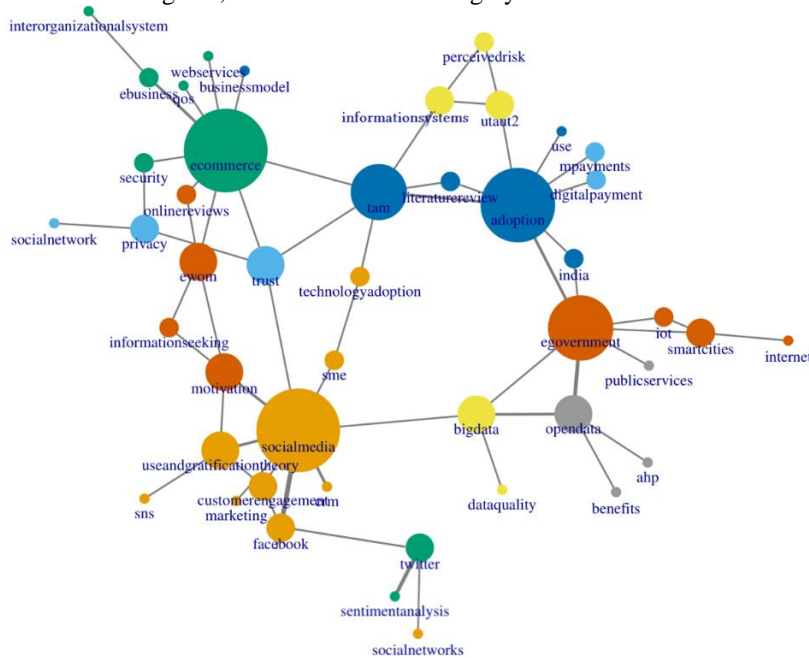 interorganizationalsystem
perceivedrisk
webservices
ebusiness
qos
businessmodel
informationsystems
utaut2
use
mpayments
ecommerce
security
literaturereview
digitalpayment
onlinereviews
tam
adoption
socialnetwork
privacy
ewom
trust
technologyadoption
india
informationseeking
egovernment
iot
smartcities
internet
publicservices
motivation
sme
socialmedia
bigdata
opendata
useandgratificationtheory
ahp
customerengagement
crm
sns
marketing
dataquality
benefits
facebook
twitter
sentimentanalysis
socialnetworks